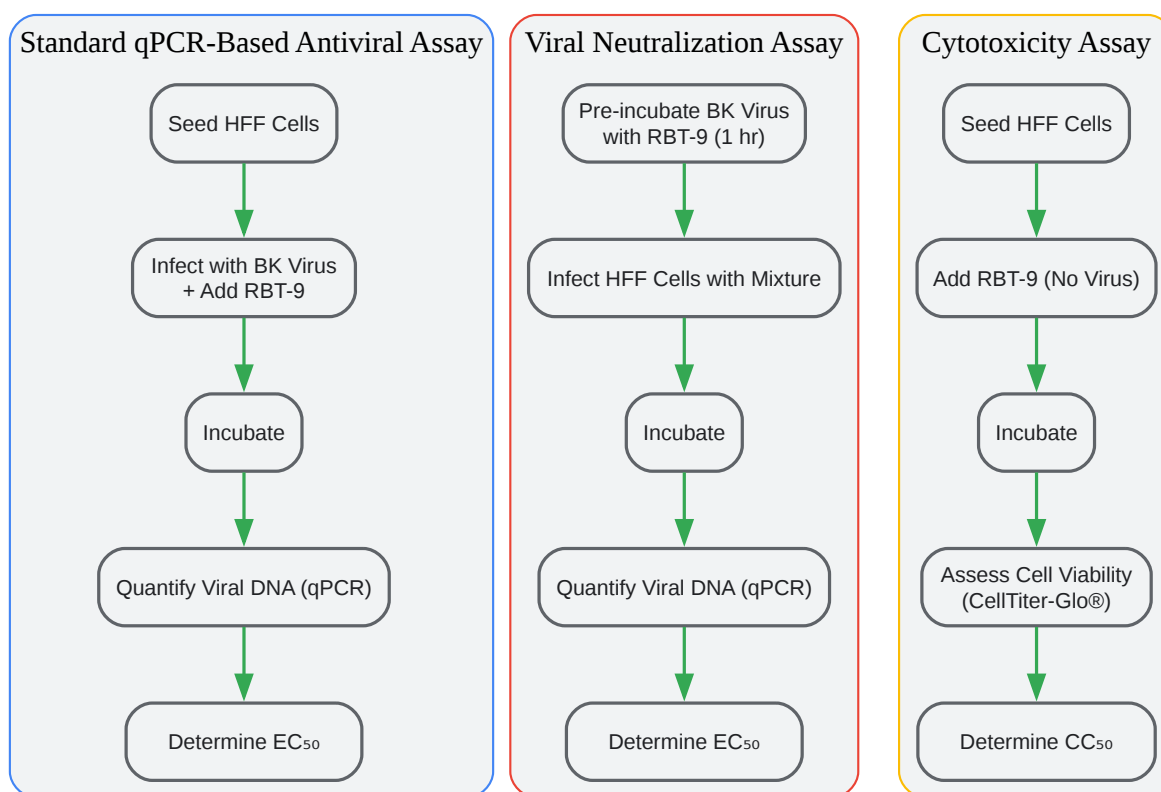 Standard qPCR-Based Antiviral Assay
Seed HFF Cells
Infect with BK Virus
+ Add RBT-9
Incubate
Quantify Viral DNA (qPCR)
Determine EC₅₀
Viral Neutralization Assay
Pre-incubate BK Virus
with RBT-9 (1 hr)
Infect HFF Cells with Mixture
Incubate
Quantify Viral DNA (qPCR)
Determine EC₅₀
Cytotoxicity Assay
Seed HFF Cells
Add RBT-9 (No Virus)
Incubate
Assess Cell Viability
(CellTiter-Glo®)
Determine CC₅₀